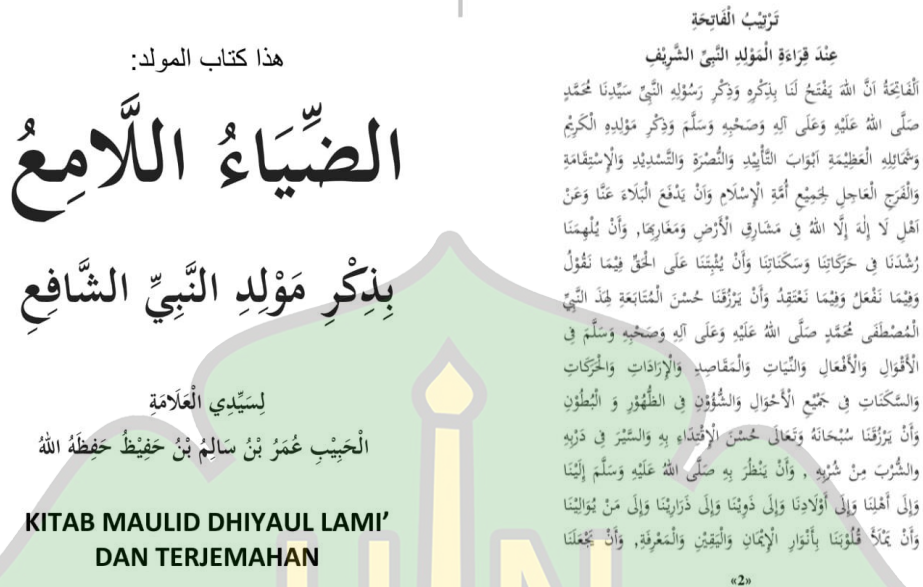 هذا كتاب المولد:
الضِّيَاءُ اللَّامِعُ
بِذِكْرِ مَوْلِدِ النَّبِيِّ الشَّافِعِ
لِسَيِّدِي الْعَلَامَةِ
الْحَبِيْبِ عُمَرُ بْنُ سَالِمُ بْنُ حَفِيْظُ حَفِظَهُ اللهُ
KITAB MAULID DHIYAUL LAMI’
DAN TERJEMAHAN
تَرْتِيْبُ الْفَاتِحَةِ
عِنْدَ قِرَاءَةِ الْمَوْلِدِ النَّبِيِّ الشَّرِيْفِ
اَلْفَاتِحَةُ اَنَّ اللهَ يَفْتَحُ لَنَا بِذِكْرِهِ وَذِكْرِ رَسُوْلِهِ النَّبِيِّ سَيِّدِنَا مُحَمَّدٍ
صَلَّى اللهُ عَلَيْهِ وَعَلَى آلِهِ وَصَحْبِهِ وَسَلَّمَ وَذِكْرِ مَوْلِدِهِ الْكَرِيْمِ
وَشَمَائِلِهِ الْعَظِيْمَةِ اَبْوَابَ التَّأْيِيْدِ وَالنُّصْرَةِ وَالتَّسْدِيْدِ وَالْإِسْتِقَامَةِ
وَالْفَرَجِ الْعَاجِلِ لِجَمِيْعِ أُمَّةِ الْإِسْلَامِ وَاَنْ يَدْفَعَ الْبَلَاءَ عَنَّا وَعَنْ
اَهْلِ لَا إِلٰهَ إِلَّا اللهُ فِى مَشَارِقِ الْأَرْضِ وَمَغَارِبِهَا, وَأَنْ يُلْهِمَنَا
رُشْدَنَا فِى حَرَكَاتِنَا وَسَكَنَاتِنَا وَأَنْ يُثَبِّتَنَا عَلَى الْحَقِّ فِيْمَا نَقُوْلُ
وَفِيْمَا نَفْعَلُ وَفِيْمَا نَعْتَقِدُ وَأَنْ يَرْزُقَنَا حُسْنَ الْمُتَابَعَةِ لِهَذَ النَّبِيِّ
الْمُصْطَفَى مُحَمَّدٍ صَلَّى اللهُ عَلَيْهِ وَعَلَى آلِهِ وَصَحْبِهِ وَسَلَّمَ فِى
الْأَقْوَالِ وَالْأَفْعَالِ وَالنِّيَاتِ وَالْمَقَاصِدِ وَالْإِرَادَاتِ وَالْحَرَكَاتِ
وَالسَّكَنَاتِ فِى جَمْيْعِ الْأَحْوَالِ وَالشُّؤُوْنِ فِى الظُّهُوْرِ وَ الْبُطُوْنِ
وَأَنْ يَرْزُقَنَا سُبْحَانَهُ وَتَعَالَى حُسْنَ الْإِقْتِدَاءِ بِهِ وَالسَّيْرَ فِى دَرْبِهِ
والشُّرْبَ مِنْ شُرْبِهِ , وَأَنْ يَنْظُرَ بِهِ صَلَّى اللهُ عَلَيْهِ وَسَلَّمَ إِلَيْنَا
وَإِلَى أَهْلِنَا وَإِلَى أَوْلَادِنَا وَإِلَى ذَوِيْنَا وَإِلَى ذَرَارِيْنَا وَإِلَى مَنْ يُوَالِيْنَا
وَأَنْ يَمْلَأَ قُلُوْبَنَا بِأَنْوَارِ الْإِيْمَانِ وَالْيَقِيْنِ وَالْمَعْرِفَةِ, وَأَنْ يَجْعَلَنَا
«2»
UIN